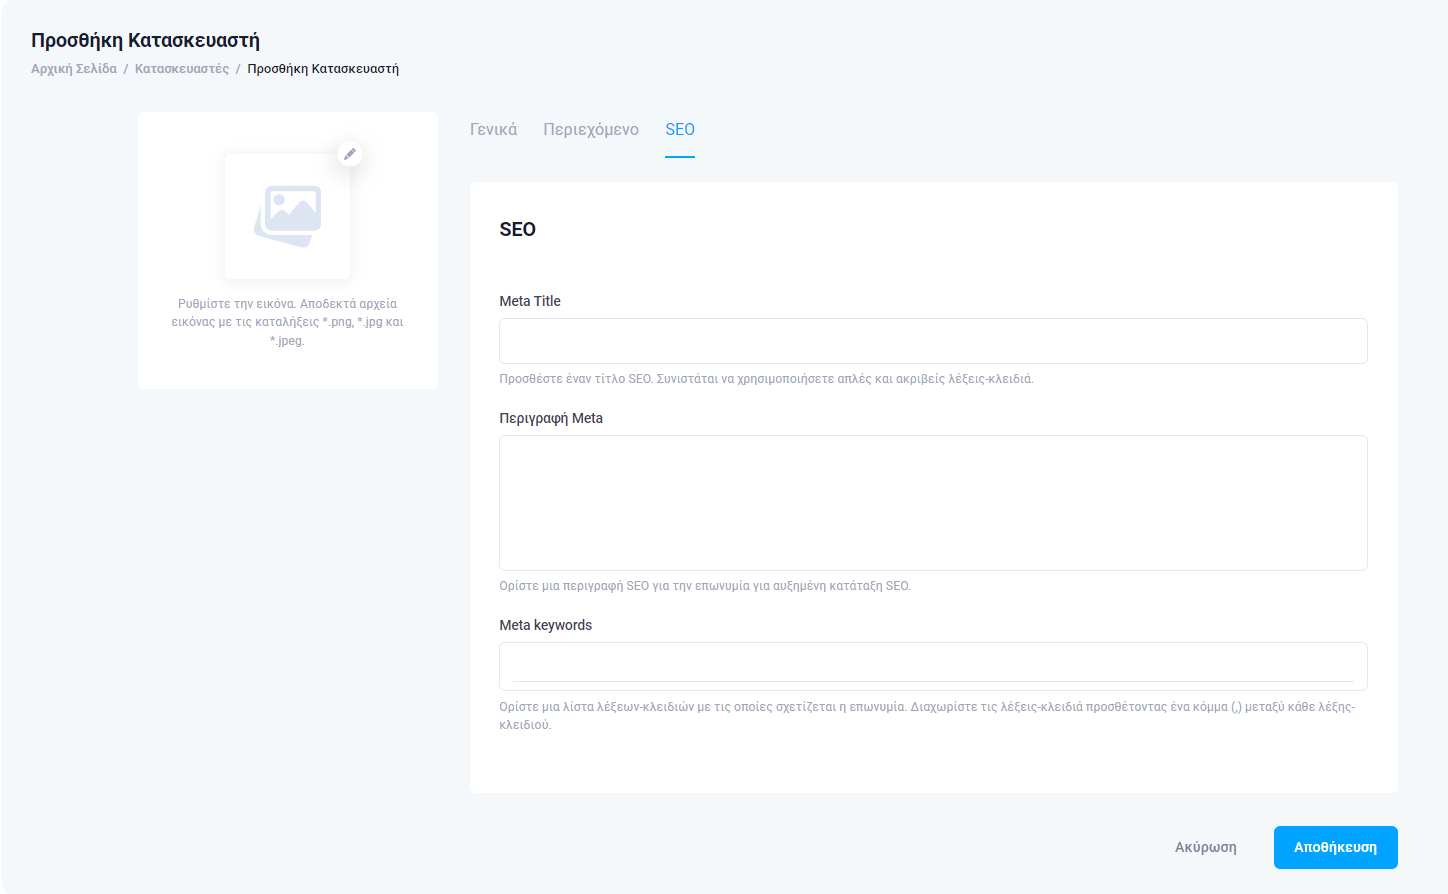 Προσθήκη Κατασκευαστή
Αρχική Σελίδα / Κατασκευαστές / Προσθήκη Κατασκευαστή
Ρυθμίστε την εικόνα. Αποδεκτά αρχεία
εικόνας με τις καταλήξεις *.png, *.jpg και
*.jpeg.
Γενικά Περιεχόμενο SEO
SEO
Meta Title
Προσθέστε έναν τίτλο SEO. Συνιστάται να χρησιμοποιήσετε απλές και ακριβείς λέξεις-κλειδιά.
Περιγραφή Meta
Ορίστε μια περιγραφή SEO για την επωνυμία για αυξημένη κατάταξη SEO.
Meta keywords
Ορίστε μια λίστα λέξεων-κλειδιών με τις οποίες σχετίζεται η επωνυμία. Διαχωρίστε τις λέξεις-κλειδιά προσθέτοντας ένα κόμμα (,) μεταξύ κάθε λέξης-
κλειδιού.
Ακύρωση Αποθήκευση